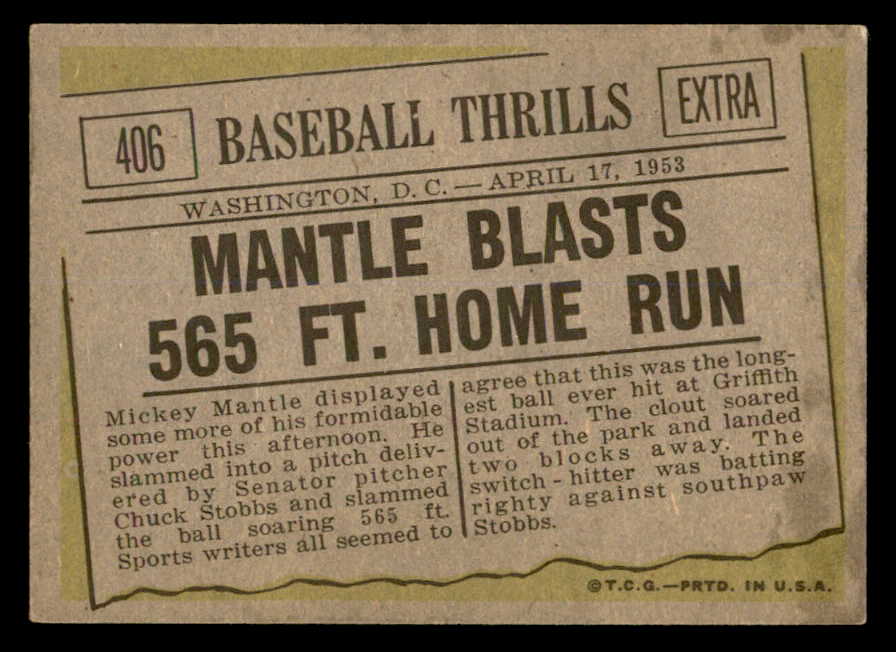 406 BASEBALL THRILLS EXTRA
WASHINGTON, D. C. — APRIL 17, 1953
MANTLE BLASTS
565 FT. HOME RUN
Mickey Mantle displayed
some more of his formidable
power this afternoon. He
slammed into a pitch deliv-
ered by Senator pitcher
Chuck Stobbs and slammed
the ball soaring 565 ft.
Sports writers all seemed to
agree that this was the long-
est ball ever hit at Griffith
Stadium. The clout soared
out of the park and landed
two blocks away. The
switch-hitter was batting
righty against southpaw
Stobbs.
©T.C.G.—PRTD. IN U.S.A.